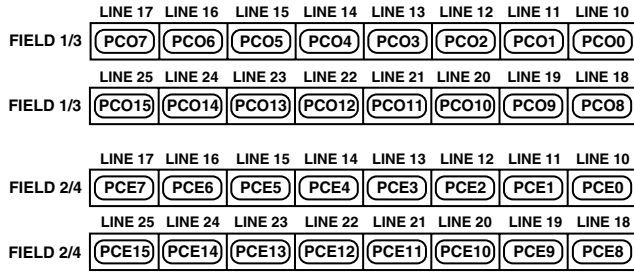 LINE 17 LINE 16 LINE 15 LINE 14 LINE 13 LINE 12 LINE 11 LINE 10
FIELD 1/3 PCO7 PCO6 PCO5 PCO4 PCO3 PCO2 PCO1 PCO0
LINE 25 LINE 24 LINE 23 LINE 22 LINE 21 LINE 20 LINE 19 LINE 18
FIELD 1/3 PCO15 PCO14 PCO13 PCO12 PCO11 PCO10 PCO9 PCO8
LINE 17 LINE 16 LINE 15 LINE 14 LINE 13 LINE 12 LINE 11 LINE 10
FIELD 2/4 PCE7 PCE6 PCE5 PCE4 PCE3 PCE2 PCE1 PCE0
LINE 25 LINE 24 LINE 23 LINE 22 LINE 21 LINE 20 LINE 19 LINE 18
FIELD 2/4 PCE15 PCE14 PCE13 PCE12 PCE11 PCE10 PCE9 PCE8